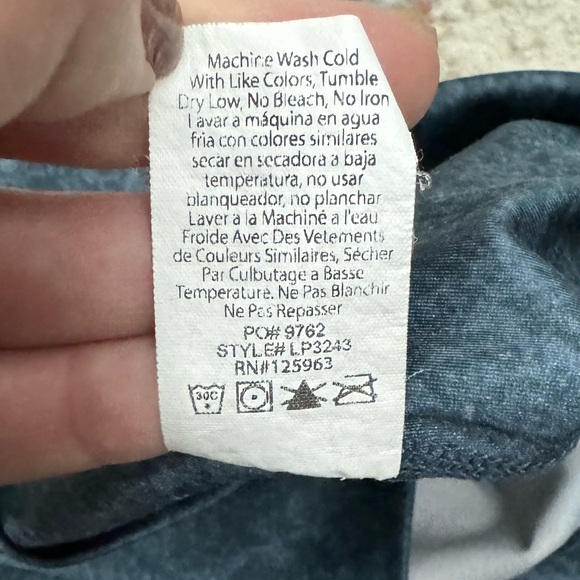 Machine Wash Cold
With Like Colors, Tumble
Dry Low, No Bleach, No Iron
Lavar a máquina en agua
fria con colores similares
secar en secadora a baja
temperatura, no usar
blanqueador, no planchar
Laver a la Machiné a l'eau
Froide Avec Des Vetements
de Couleurs Similaires, Sécher
Par Culbutage a Basse
Temperature. Ne Pas Blanchir
Ne Pas Repasser
PO# 9762
STYLE# LP3243
RN#125963
30C